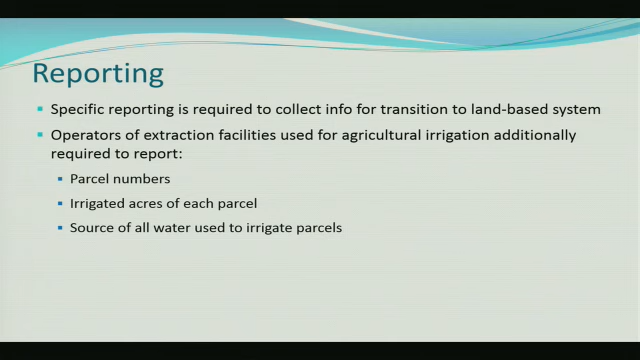 Reporting
Specific reporting is required to collect info for transition to land-based system
Operators of extraction facilities used for agricultural irrigation additionally
required to report:
Parcel numbers
Irrigated acres of each parcel
Source of all water used to irrigate parcels